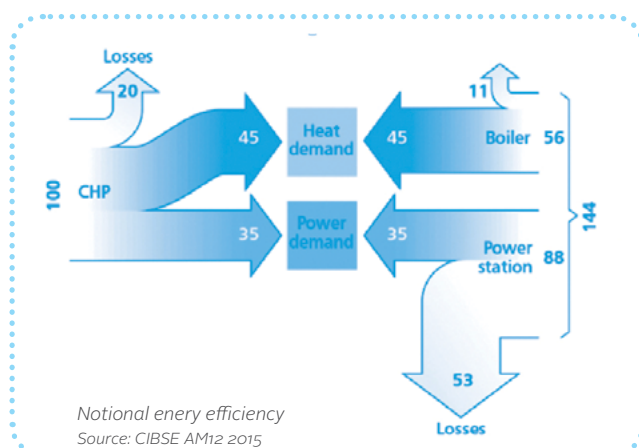 Losses
20
11
45
Heat
demand
45
Boiler
56
100
CHP
144
35
Power
demand
35
Power
station
88
53
Losses
Notional enery efficiency
Source: CIBSE AM12 2015